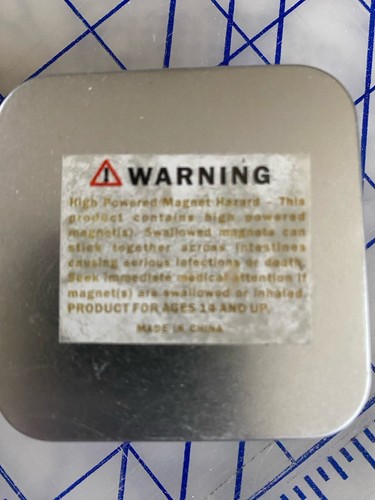 WARNING
High Powered Magnet Hazard - This
product contains high powered
magnet(s). Swallowed magnets can
stick together across intestines
causing serious infections or death.
Seek immediate medical attention if
magnet(s) are swallowed or inhaled.
PRODUCT FOR AGES 14 AND UP.
MADE IN CHINA